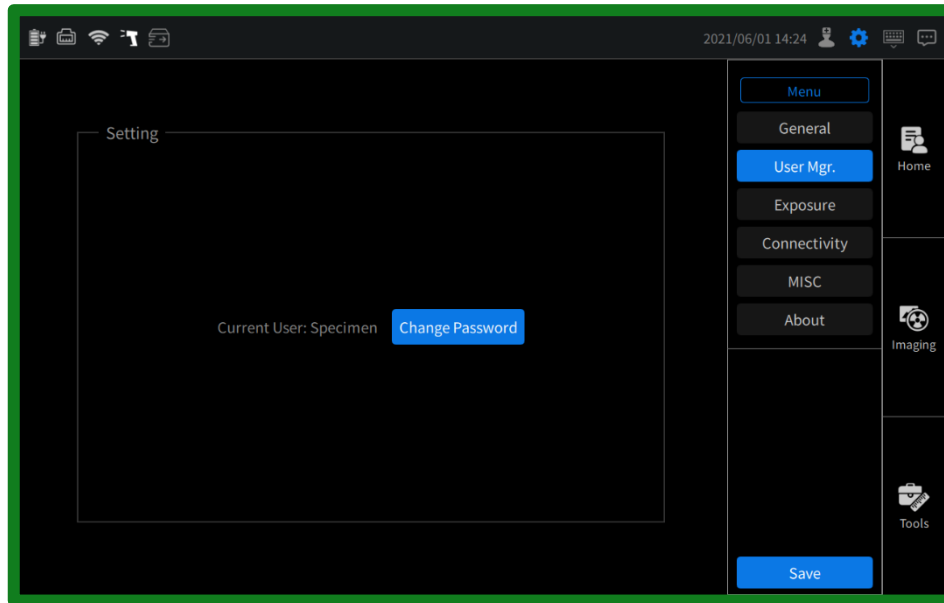 2021/06/01 14:24
Setting
Current User: Specimen
Change Password
Menu
General
User Mgr.
Exposure
Connectivity
MISC
About
Save
Home
Imaging
Tools